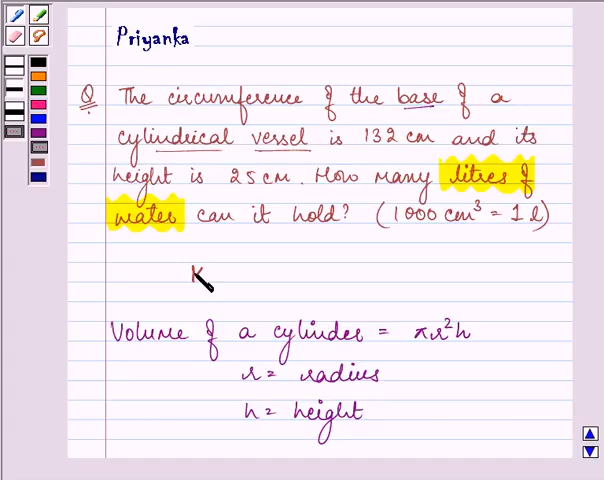 Priyanka
Q The circumference of the base of a
cylindrical vessel is 132 cm and its
height is 25 cm. How many litres of
water can it hold? (1000 cm³ = 1 l)
K
Volume of a cylinder = πr²h
r = radius
h = height